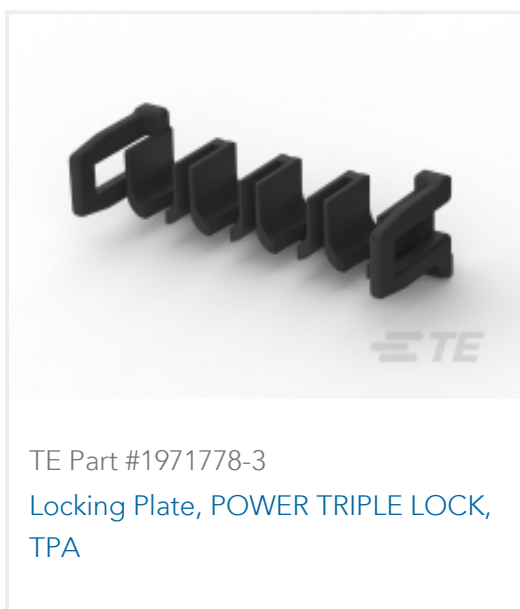 TE
TE Part #1971778-3
Locking Plate, POWER TRIPLE LOCK,
TPA